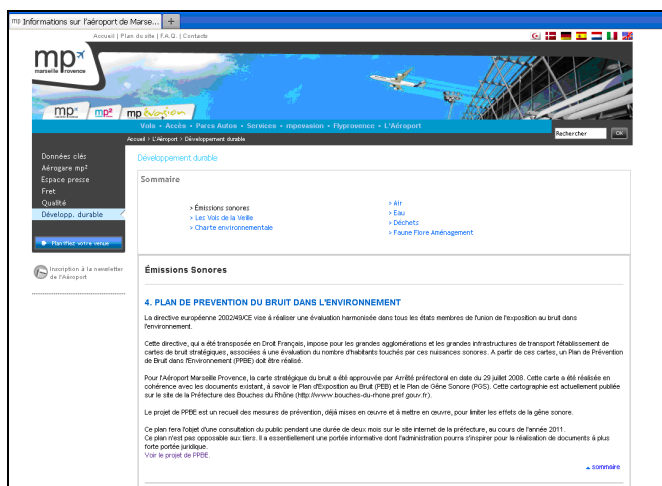 mp Informations sur l'aéroport de Marse... +
Accueil | Plan du site | F.A.Q. | Contacts
mp
marseille Provence
mp mp² mp évasion
Vols • Accès • Parcs Autos • Services • mpevasion • Flyprovence • L'Aéroport
Accueil > L'Aéroport > Développement durable
Rechercher OK
Données clés
Aérogare mp²
Espace presse
Fret
Qualité
Développ. durable
Planifiez votre venue
Inscription à la newsletter
de l'Aéroport
Développement durable
Sommaire
> Émissions sonores
> Les Vols de la Veille
> Charte environnementale
> Air
> Eau
> Déchets
> Faune Flore Aménagement
Émissions Sonores
4. PLAN DE PREVENTION DU BRUIT DANS L'ENVIRONNEMENT
La directive européenne 2002/49/CE vise à réaliser une évaluation harmonisée dans tous les états membres de l'union de l'exposition au bruit dans
l'environnement.
Cette directive, qui a été transposée en Droit Français, impose pour les grandes agglomérations et les grandes infrastructures de transport l'établissement de
cartes de bruit stratégiques, associées à une évaluation du nombre d'habitants touchés par ces nuisances sonores. A partir de ces cartes, un Plan de Prévention
de Bruit dans l'Environnement (PPBE) doit être réalisé.
Pour l'Aéroport Marseille Provence, la carte stratégique du bruit a été approuvée par Arrêté préfectoral en date du 29 juillet 2008. Cette carte a été réalisée en
cohérence avec les documents existant, à savoir le Plan d'Exposition au Bruit (PEB) et le Plan de Gêne Sonore (PGS). Cette cartographie est actuellement publiée
sur le site de la Préfecture des Bouches du Rhône (http://www.bouches-du-rhone.pref.gouv.fr).
Le projet de PPBE est un recueil des mesures de prévention, déjà mises en œuvre et à mettre en œuvre, pour limiter les effets de la gêne sonore.
Ce plan fera l'objet d'une consultation du public pendant une durée de deux mois sur le site internet de la préfecture, au cours de l'année 2011.
Ce plan n'est pas opposable aux tiers. Il a essentiellement une portée informative dont l'administration pourra s'inspirer pour la réalisation de documents à plus
forte portée juridique.
Voir le projet de PPBE.
sommaire